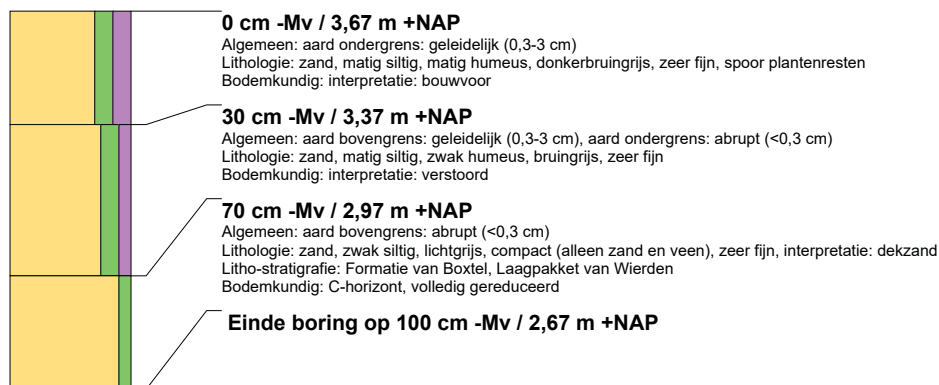 0 cm -Mv / 3,67 m +NAP
Algemeen: aard ondergrens: geleidelijk (0,3-3 cm)
Lithologie: zand, matig siltig, matig humeus, donkerbruingrijs, zeer fijn, spoor plantenresten
Bodemkundig: interpretatie: bouwvoor
30 cm -Mv / 3,37 m +NAP
Algemeen: aard bovengrens: geleidelijk (0,3-3 cm), aard ondergrens: abrupt (<0,3 cm)
Lithologie: zand, matig siltig, zwak humeus, bruingrijs, zeer fijn
Bodemkundig: interpretatie: verstoord
70 cm -Mv / 2,97 m +NAP
Algemeen: aard bovengrens: abrupt (<0,3 cm)
Lithologie: zand, zwak siltig, lichtgrijs, compact (alleen zand en veen), zeer fijn, interpretatie: dekzand
Litho-stratigrafie: Formatie van Boxtel, Laagpakket van Wierden
Bodemkundig: C-horizont, volledig gereduceerd
Einde boring op 100 cm -Mv / 2,67 m +NAP